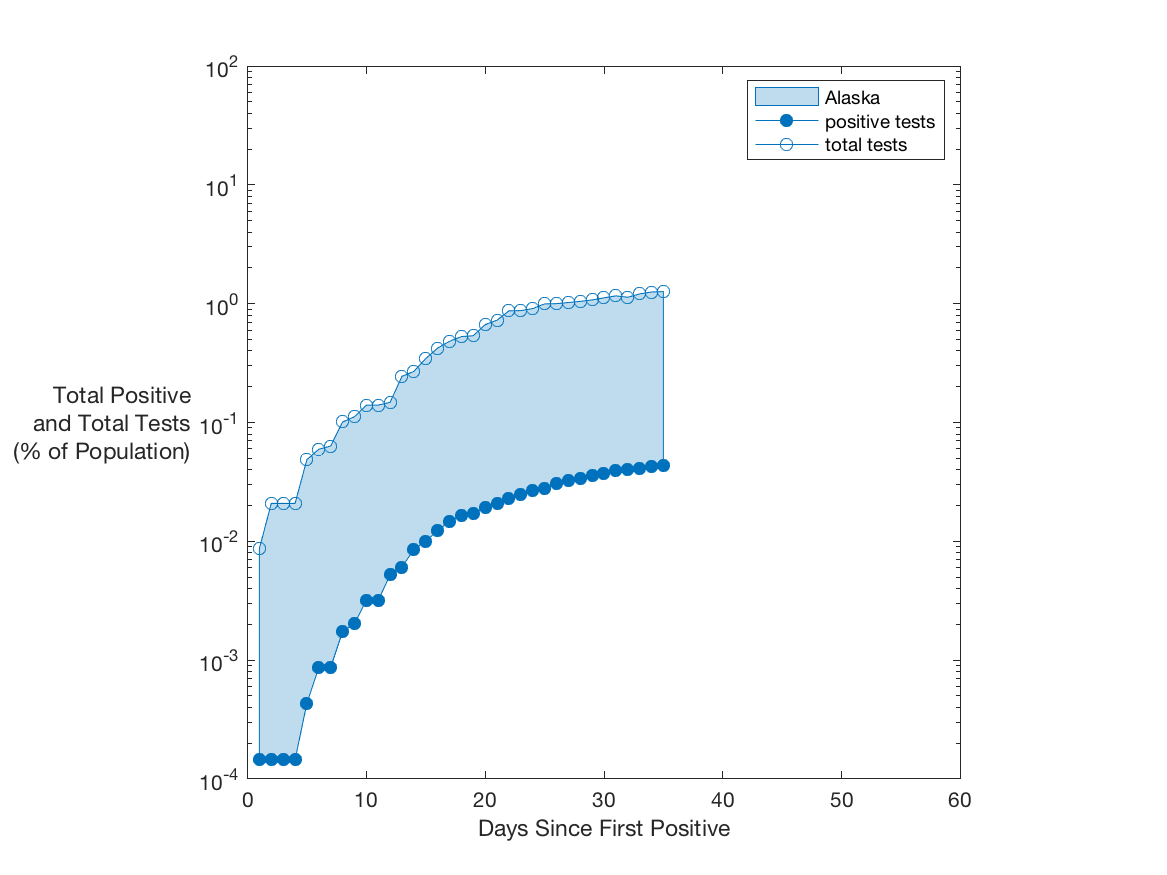 10^2
10^1
10^0
10^-1
10^-2
10^-3
10^-4
Total Positive
and Total Tests
(% of Population)
Alaska
positive tests
total tests
0 10 20 30 40 50 60
Days Since First Positive